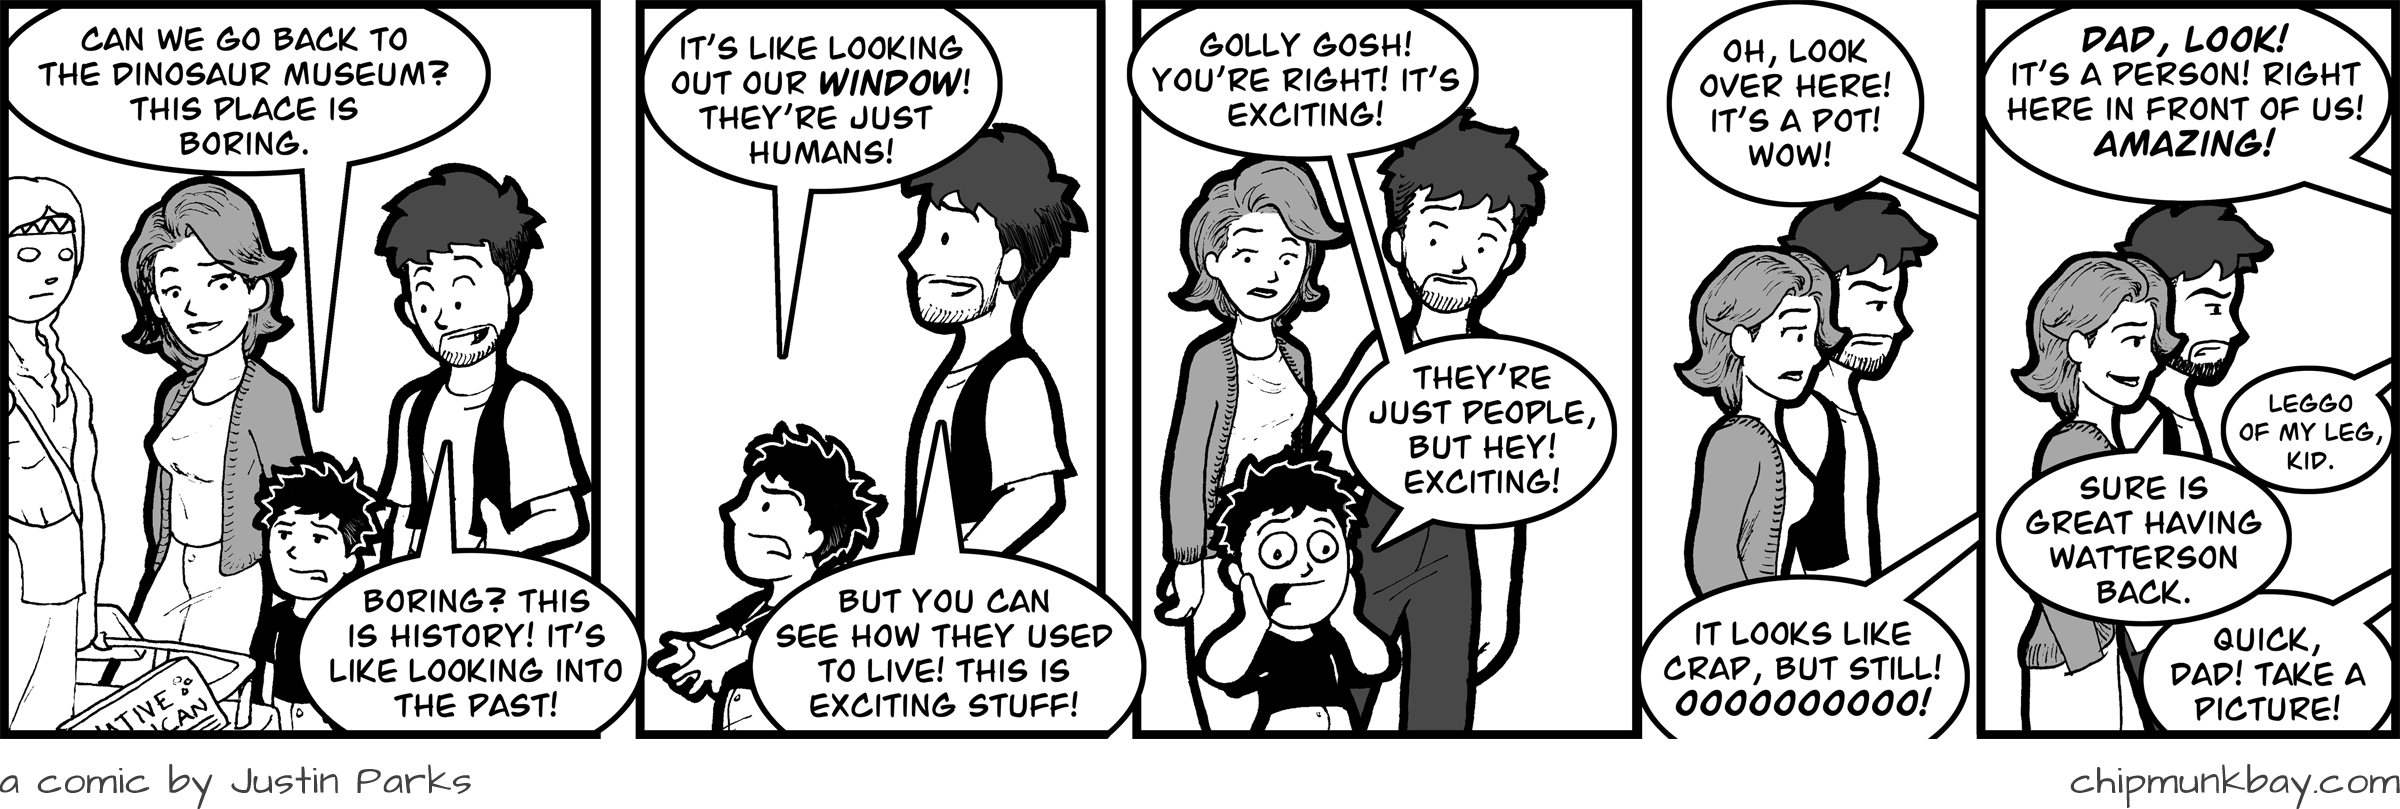 CAN WE GO BACK TO
THE DINOSAUR MUSEUM?
THIS PLACE IS
BORING.
BORING? THIS
IS HISTORY! IT'S
LIKE LOOKING INTO
THE PAST!
IT'S LIKE LOOKING
OUT OUR WINDOW!
THEY'RE JUST
HUMANS!
BUT YOU CAN
SEE HOW THEY USED
TO LIVE! THIS IS
EXCITING STUFF!
GOLLY GOSH!
YOU'RE RIGHT! IT'S
EXCITING!
THEY'RE
JUST PEOPLE,
BUT HEY!
EXCITING!
OH, LOOK
OVER HERE!
IT'S A POT!
WOW!
IT LOOKS LIKE
CRAP, BUT STILL!
OOOOOOOOOO!
DAD, LOOK!
IT'S A PERSON! RIGHT
HERE IN FRONT OF US!
AMAZING!
LEGGO
OF MY LEG,
KID.
SURE IS
GREAT HAVING
WATTERSON
BACK.
QUICK,
DAD! TAKE A
PICTURE!
a comic by Justin Parks
chipmunkbay.com